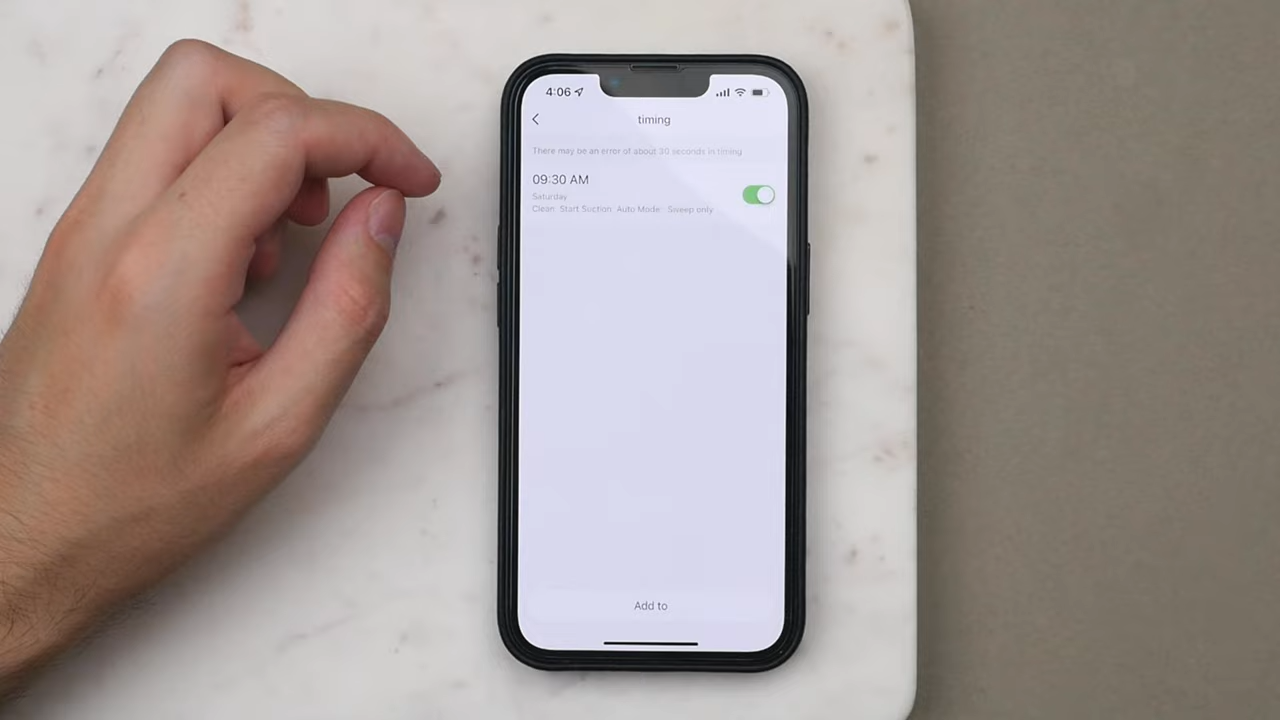 4:06
timing
There may be an error of about 30 seconds in timing
09:30 AM
Saturday
Clean: Start Suction: Auto Mode: Sweep only
Add to